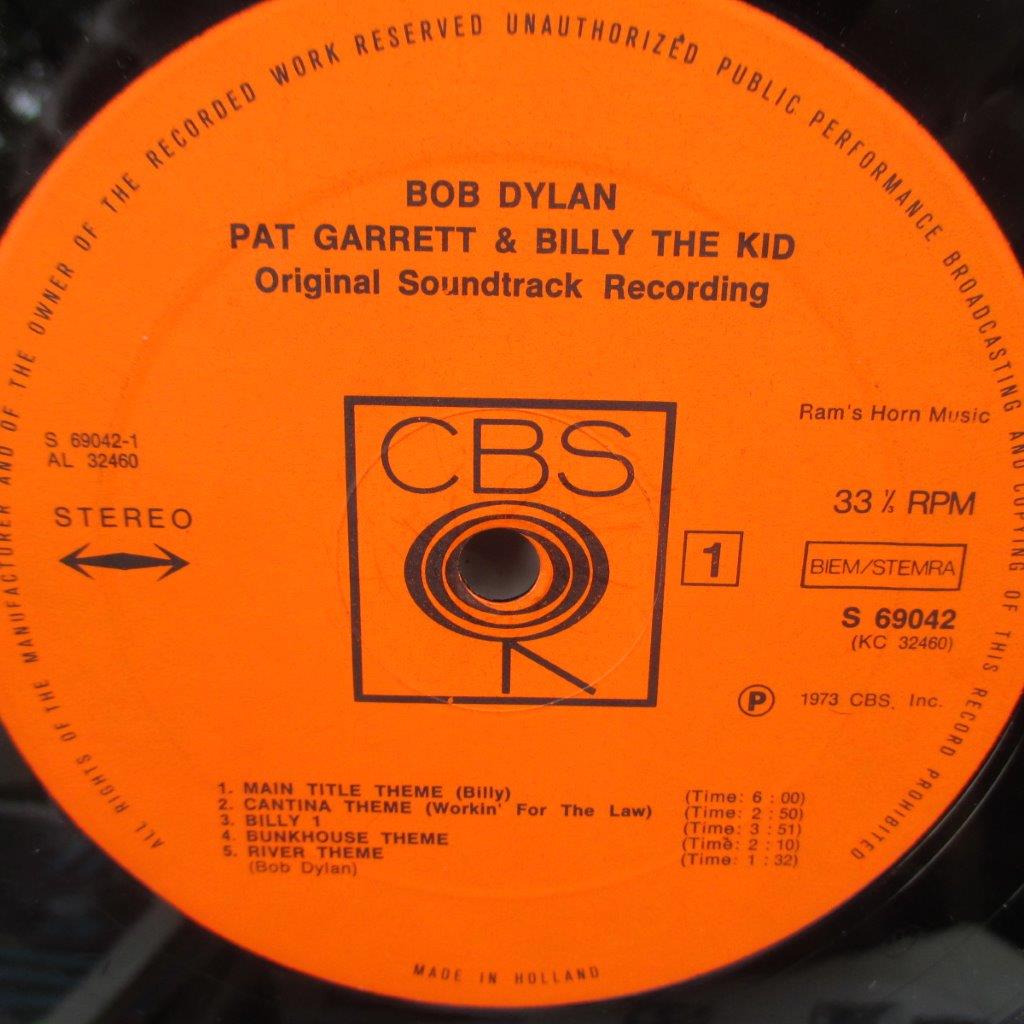 ALL RIGHTS OF THE MANUFACTURER AND OF THE OWNER OF THE RECORDED WORK RESERVED UNAUTHORIZED PUBLIC PERFORMANCE BROADCASTING AND COPYING OF THIS RECORD PROHIBITED
BOB DYLAN
PAT GARRETT & BILLY THE KID
Original Soundtrack Recording
CBS
Ram's Horn Music
S 69042-1
AL 32460
STEREO
33 ⅓ RPM
1
BIEM/STEMRA
S 69042
(KC 32460)
Ⓟ 1973 CBS, Inc.
1. MAIN TITLE THEME (Billy) (Time: 6 : 00)
2. CANTINA THEME (Workin' For The Law) (Time: 2 : 50)
3. BILLY 1 (Time: 3 : 51)
4. BUNKHOUSE THEME (Time: 2 : 10)
5. RIVER THEME (Time: 1 : 32)
(Bob Dylan)
MADE IN HOLLAND